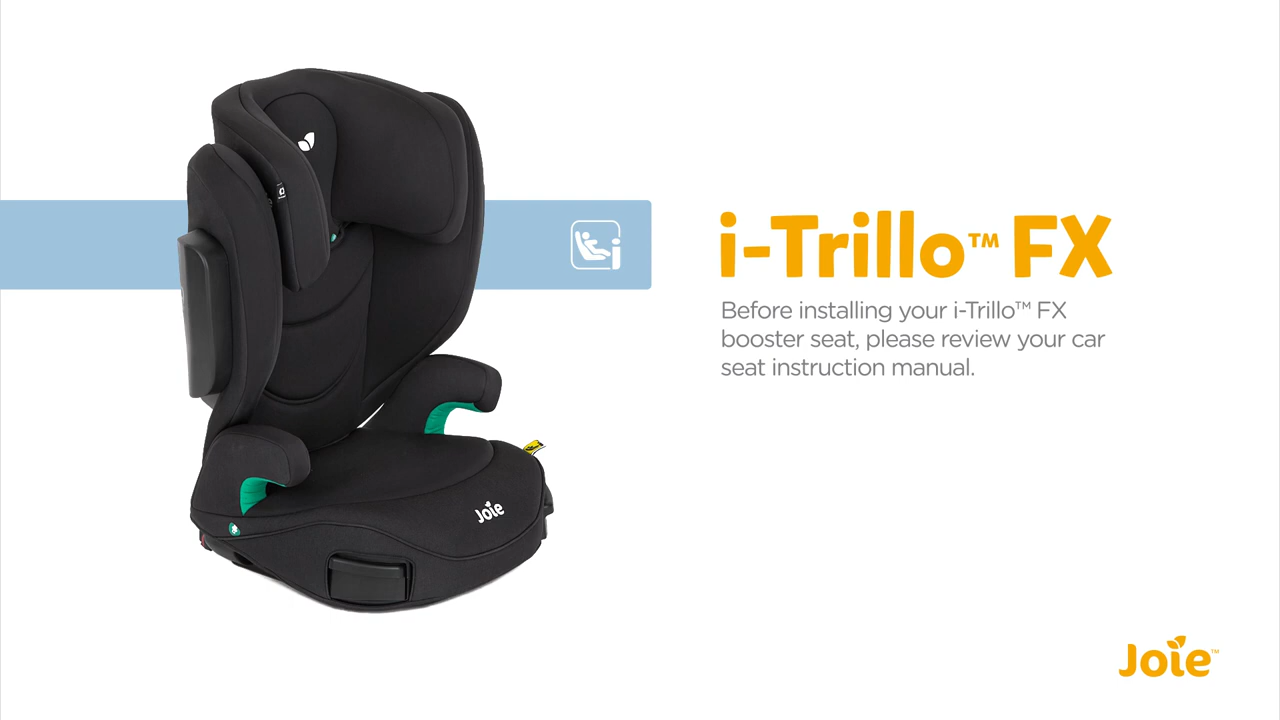 i-Trillo™ FX
Before installing your i-Trillo™ FX
booster seat, please review your car
seat instruction manual.
Joie
Joie™